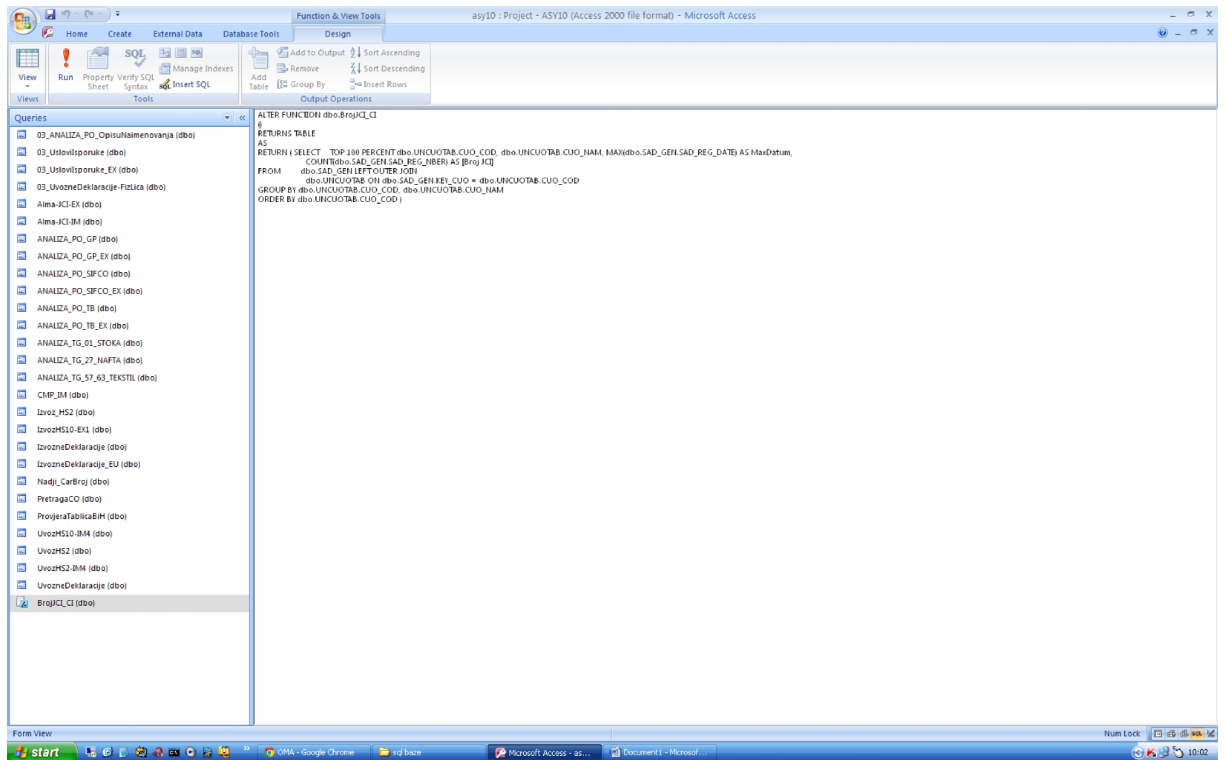 Function & View Tools
asy10 : Project - ASY10 (Access 2000 file format) - Microsoft Access
Home Create External Data Database Tools Design
View
Run
Property Sheet
Verify SQL Syntax
SQL
Manage Indexes
Insert SQL
Add Table
Add to Output
Remove
Group By
Sort Ascending
Sort Descending
Insert Rows
Views Tools Output Operations
Queries
03_ANALIZA_PO_OpisuNaimenovanja (dbo)
03_UsloviIsporuke (dbo)
03_UsloviIsporuke_EX (dbo)
03_UvozneDeklaracije-FizLica (dbo)
Alma-JCI-EX (dbo)
Alma-JCI-IM (dbo)
ANALIZA_PO_GP (dbo)
ANALIZA_PO_GP_EX (dbo)
ANALIZA_PO_SIFCO (dbo)
ANALIZA_PO_SIFCO_EX (dbo)
ANALIZA_PO_TB (dbo)
ANALIZA_PO_TB_EX (dbo)
ANALIZA_TG_01_STOKA (dbo)
ANALIZA_TG_27_NAFTA (dbo)
ANALIZA_TG_57_63_TEKSTIL (dbo)
CMP_IM (dbo)
Izvoz_HS2 (dbo)
IzvozHS10-EX1 (dbo)
IzvozneDeklaracije (dbo)
IzvozneDeklaracije_EU (dbo)
Nadji_CarBroj (dbo)
PretragaCO (dbo)
ProvjeraTablicaBiH (dbo)
UvozHS10-IM4 (dbo)
UvozHS2 (dbo)
UvozHS2-IM4 (dbo)
UvozneDeklaracije (dbo)
BrojJCI_CI (dbo)
ALTER FUNCTION dbo.BrojJCI_CI
()
RETURNS TABLE
AS
RETURN ( SELECT TOP 100 PERCENT dbo.UNCUOTAB.CUO_COD, dbo.UNCUOTAB.CUO_NAM, MAX(dbo.SAD_GEN.SAD_REG_DATE) AS MaxDatum,
COUNT(dbo.SAD_GEN.SAD_REG_NBER) AS [Broj JCI]
FROM dbo.SAD_GEN LEFT OUTER JOIN
dbo.UNCUOTAB ON dbo.SAD_GEN.KEY_CUO = dbo.UNCUOTAB.CUO_COD
GROUP BY dbo.UNCUOTAB.CUO_COD, dbo.UNCUOTAB.CUO_NAM
ORDER BY dbo.UNCUOTAB.CUO_COD )
Form View
Num Lock
SQL
start
OMA - Google Chrome
sql baze
Microsoft Access - as...
Document1 - Microsof...
10:02